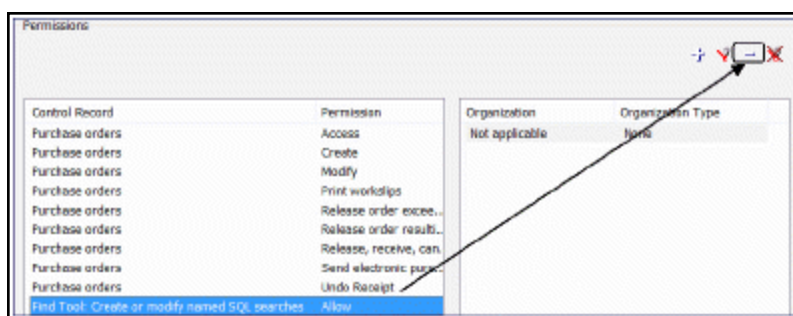 Permissions
Control Record Permission Organization Organization Type
Purchase orders Access Not applicable None
Purchase orders Create
Purchase orders Modify
Purchase orders Print workslips
Purchase orders Release order excee...
Purchase orders Release order resulti...
Purchase orders Release, receive, can...
Purchase orders Send electronic purc...
Purchase orders Undo Receipt
Find Tool: Create or modify named SQL searches Allow